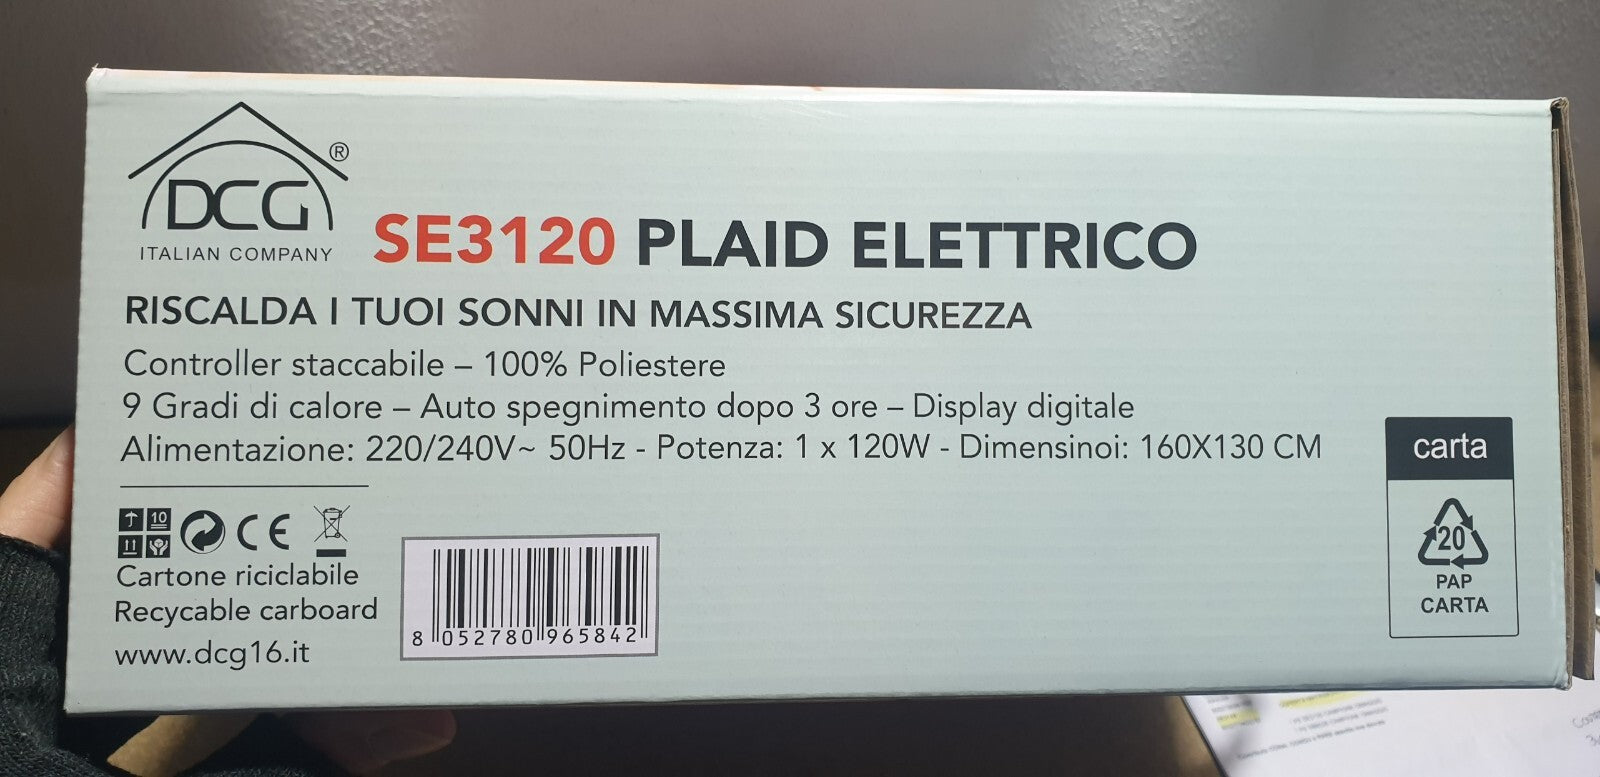 DCG ®
ITALIAN COMPANY
SE3120 PLAID ELETTRICO
RISCALDA I TUOI SONNI IN MASSIMA SICUREZZA
Controller staccabile – 100% Poliestere
9 Gradi di calore – Auto spegnimento dopo 3 ore – Display digitale
Alimentazione: 220/240V~ 50Hz - Potenza: 1 x 120W - Dimensinoi: 160X130 CM
10
CE
Cartone riciclabile
Recycable carboard
www.dcg16.it
8 052780 965842
carta
20
PAP
CARTA